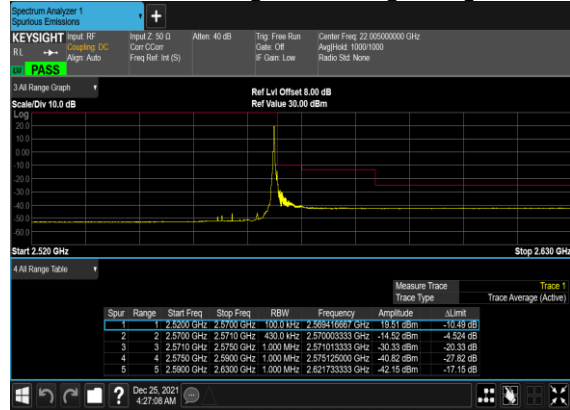 Spectrum Analyzer 1
Spurious Emissions
+
KEYSIGHT Input: RF Input Z: 50 Ω Atten: 40 dB Trig: Free Run Center Freq: 22.005000000 GHz
RL Coupling: DC Corr CCorr Gate: Off Avg|Hold: 1000/1000
Align: Auto Freq Ref: Int (S) IF Gain: Low Radio Std: None
LW PASS
3 All Range Graph
Ref Lvl Offset 8.00 dB
Scale/Div 10.0 dB Ref Value 30.00 dBm
Log
20.0
10.0
0.00
-10.0
-20.0
-30.0
-40.0
-50.0
-60.0
Start 2.520 GHz Stop 2.630 GHz
4 All Range Table
Measure Trace Trace 1
Trace Type Trace Average (Active)
Spur Range Start Freq Stop Freq RBW Frequency Amplitude ΔLimit
1 1 2.5200 GHz 2.5700 GHz 100.0 kHz 2.569416667 GHz 19.51 dBm -10.49 dB
2 2 2.5700 GHz 2.5710 GHz 430.0 kHz 2.570003333 GHz -14.52 dBm -4.524 dB
3 3 2.5710 GHz 2.5750 GHz 1.000 MHz 2.571013333 GHz -30.33 dBm -20.33 dB
4 4 2.5750 GHz 2.5900 GHz 1.000 MHz 2.575125000 GHz -40.82 dBm -27.82 dB
5 5 2.5900 GHz 2.6300 GHz 1.000 MHz 2.621733333 GHz -42.15 dBm -17.15 dB
? Dec 25, 2021
4:27:08 AM